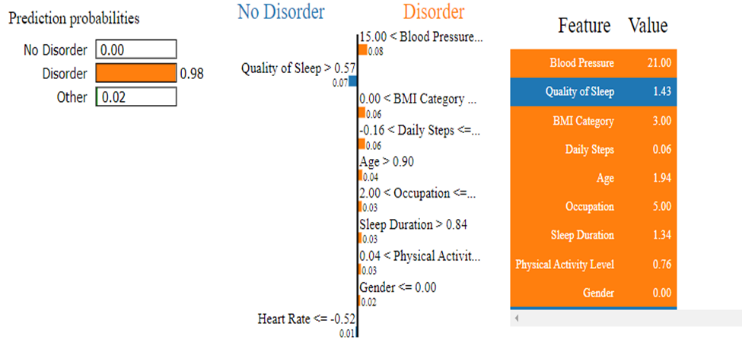 Prediction probabilities
No Disorder 0.00
Disorder 0.98
Other 0.02
No Disorder Disorder
15.00 < Blood Pressure...
0.08
Quality of Sleep > 0.57
0.07
0.00 < BMI Category ...
0.06
-0.16 < Daily Steps <=...
0.06
Age > 0.90
0.04
2.00 < Occupation <=...
0.03
Sleep Duration > 0.84
0.03
0.04 < Physical Activit...
0.03
Gender <= 0.00
0.02
Heart Rate <= -0.52
0.01
Feature Value
Blood Pressure 21.00
Quality of Sleep 1.43
BMI Category 3.00
Daily Steps 0.06
Age 1.94
Occupation 5.00
Sleep Duration 1.34
Physical Activity Level 0.76
Gender 0.00